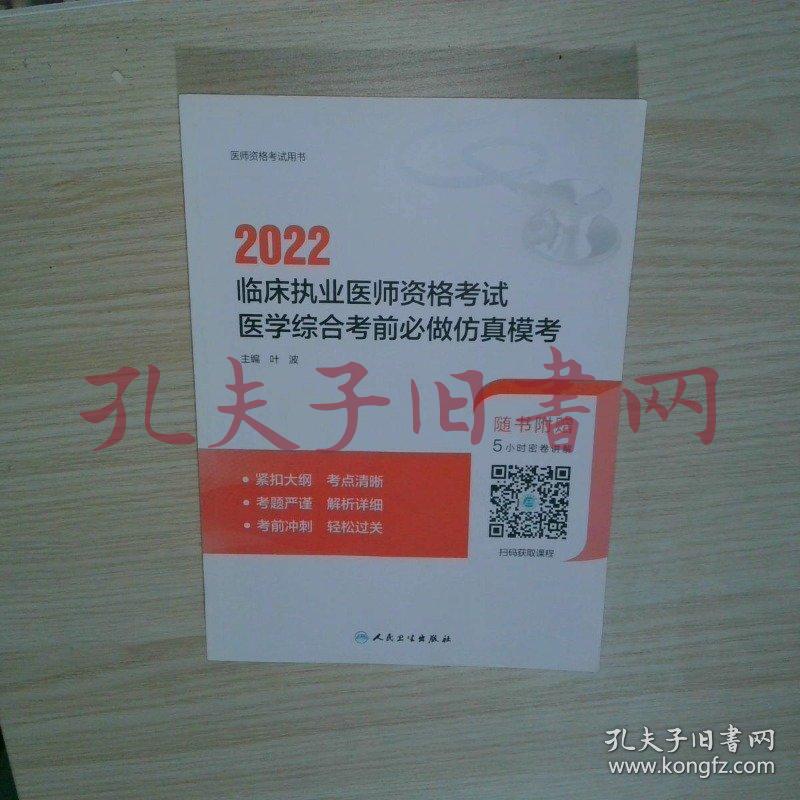 医师资格考试用书
2022
临床执业医师资格考试
医学综合考前必做仿真模考
主编 叶 波
孔夫子旧书网
随书附赠
5小时密卷讲解
• 紧扣大纲 考点清晰
• 考题严谨 解析详细
• 考前冲刺 轻松过关
扫码获取课程
人民卫生出版社
孔夫子旧书网
www.kongfz.com